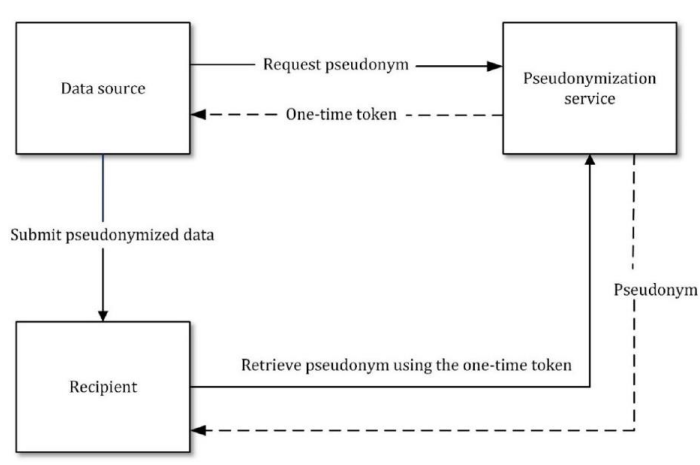 Data source
Request pseudonym
Pseudonymization
service
One-time token
Submit pseudonymized data
Pseudonym
Retrieve pseudonym using the one-time token
Recipient